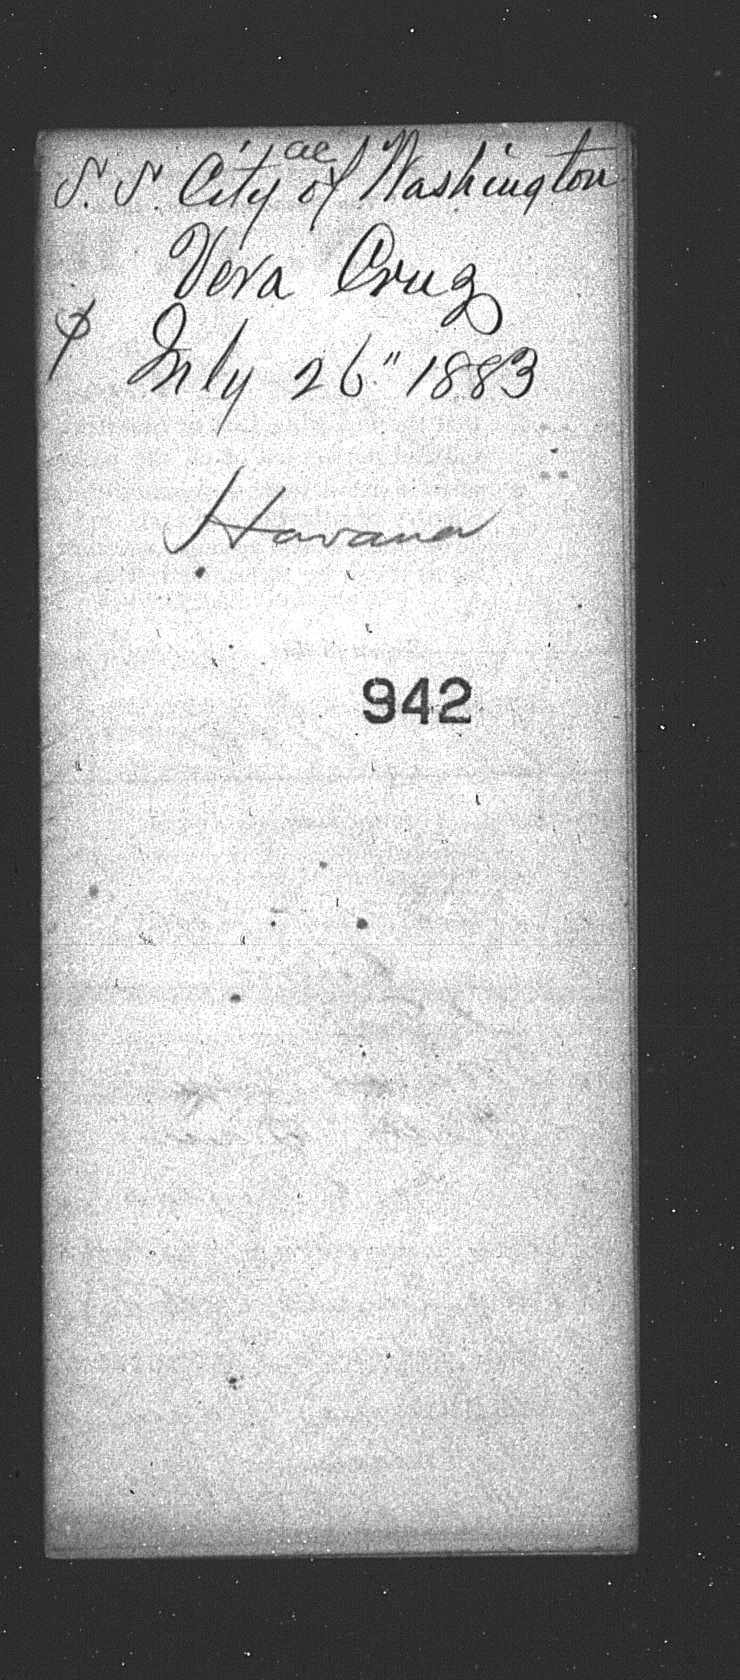 S. S. City of Washington
Vera Cruz
July 26" 1883
Havana
942